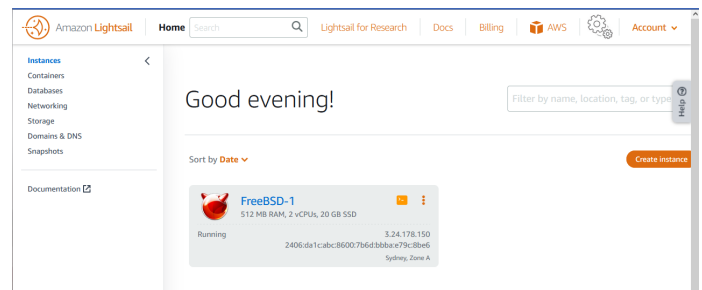 Amazon Lightsail Home Search Lightsail for Research Docs Billing AWS Account
Instances
Containers
Databases
Networking
Storage
Domains & DNS
Snapshots
Documentation
Good evening!
Filter by name, location, tag, or type
Help
Sort by Date
Create instance
FreeBSD-1
512 MB RAM, 2 vCPUs, 20 GB SSD
Running 3.24.178.150
2406:da1c:abc:8600:7b6d:bbba:e79c:8be6
Sydney, Zone A